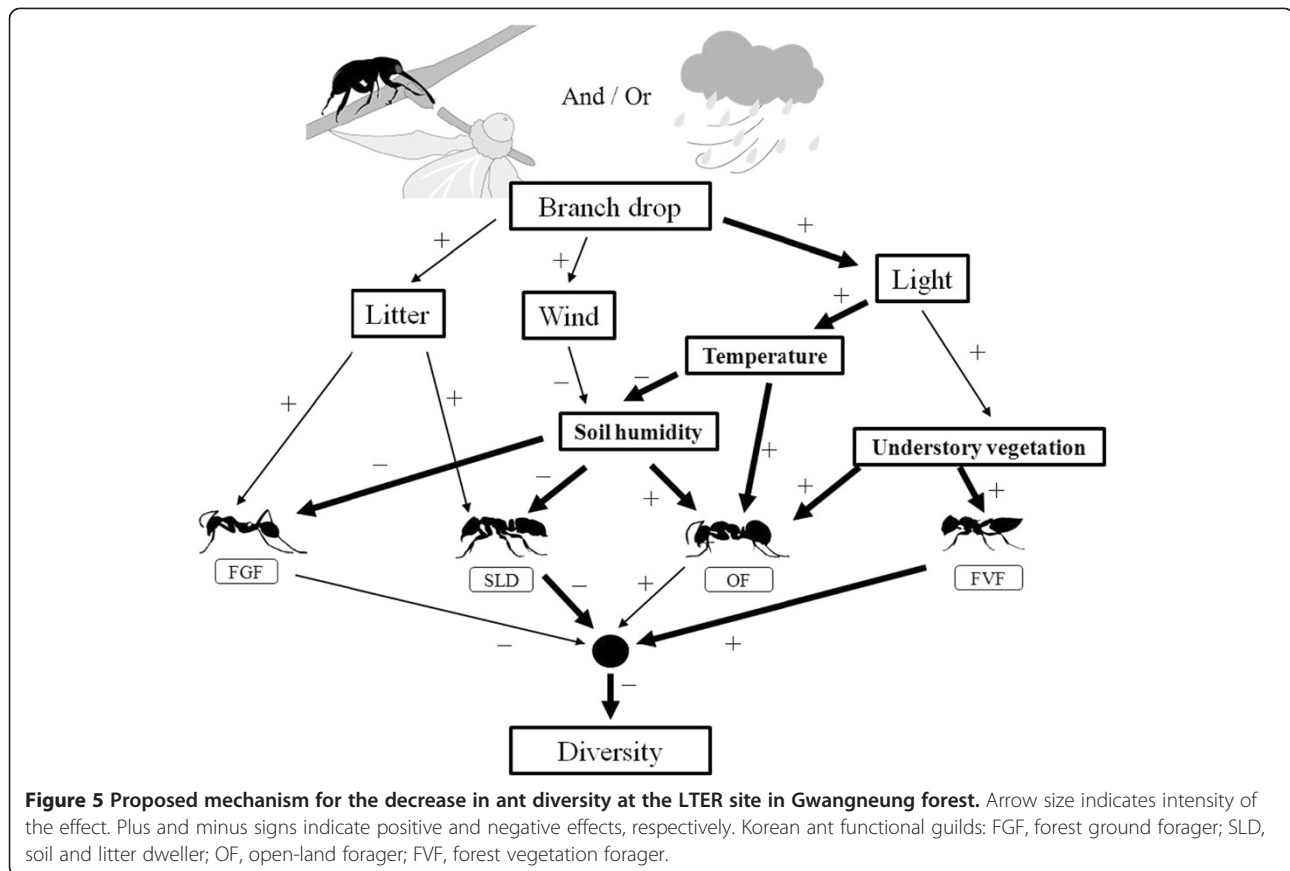 And / Or
Branch drop
+ + +
Litter Wind Light
+
Temperature
+
− −
Soil humidity
Understory vegetation
+ +
− − + + + +
FGF SLD OF FVF
− +
− +
−
Diversity
Figure 5 Proposed mechanism for the decrease in ant diversity at the LTER site in Gwangneung forest. Arrow size indicates intensity of
the effect. Plus and minus signs indicate positive and negative effects, respectively. Korean ant functional guilds: FGF, forest ground forager; SLD,
soil and litter dweller; OF, open-land forager; FVF, forest vegetation forager.